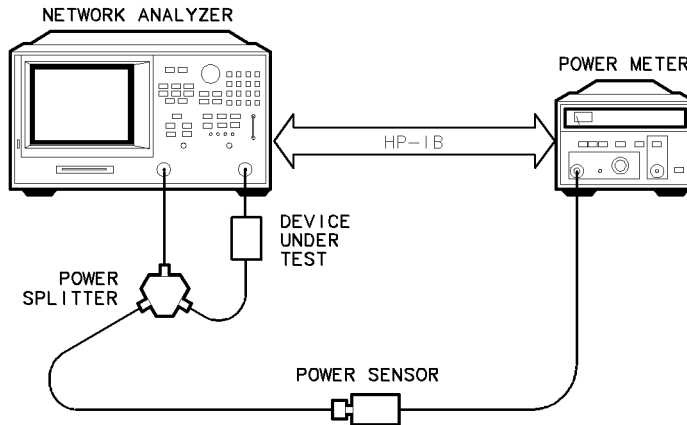 NETWORK ANALYZER
POWER METER
HP-IB
DEVICE
UNDER
TEST
POWER
SPLITTER
POWER SENSOR